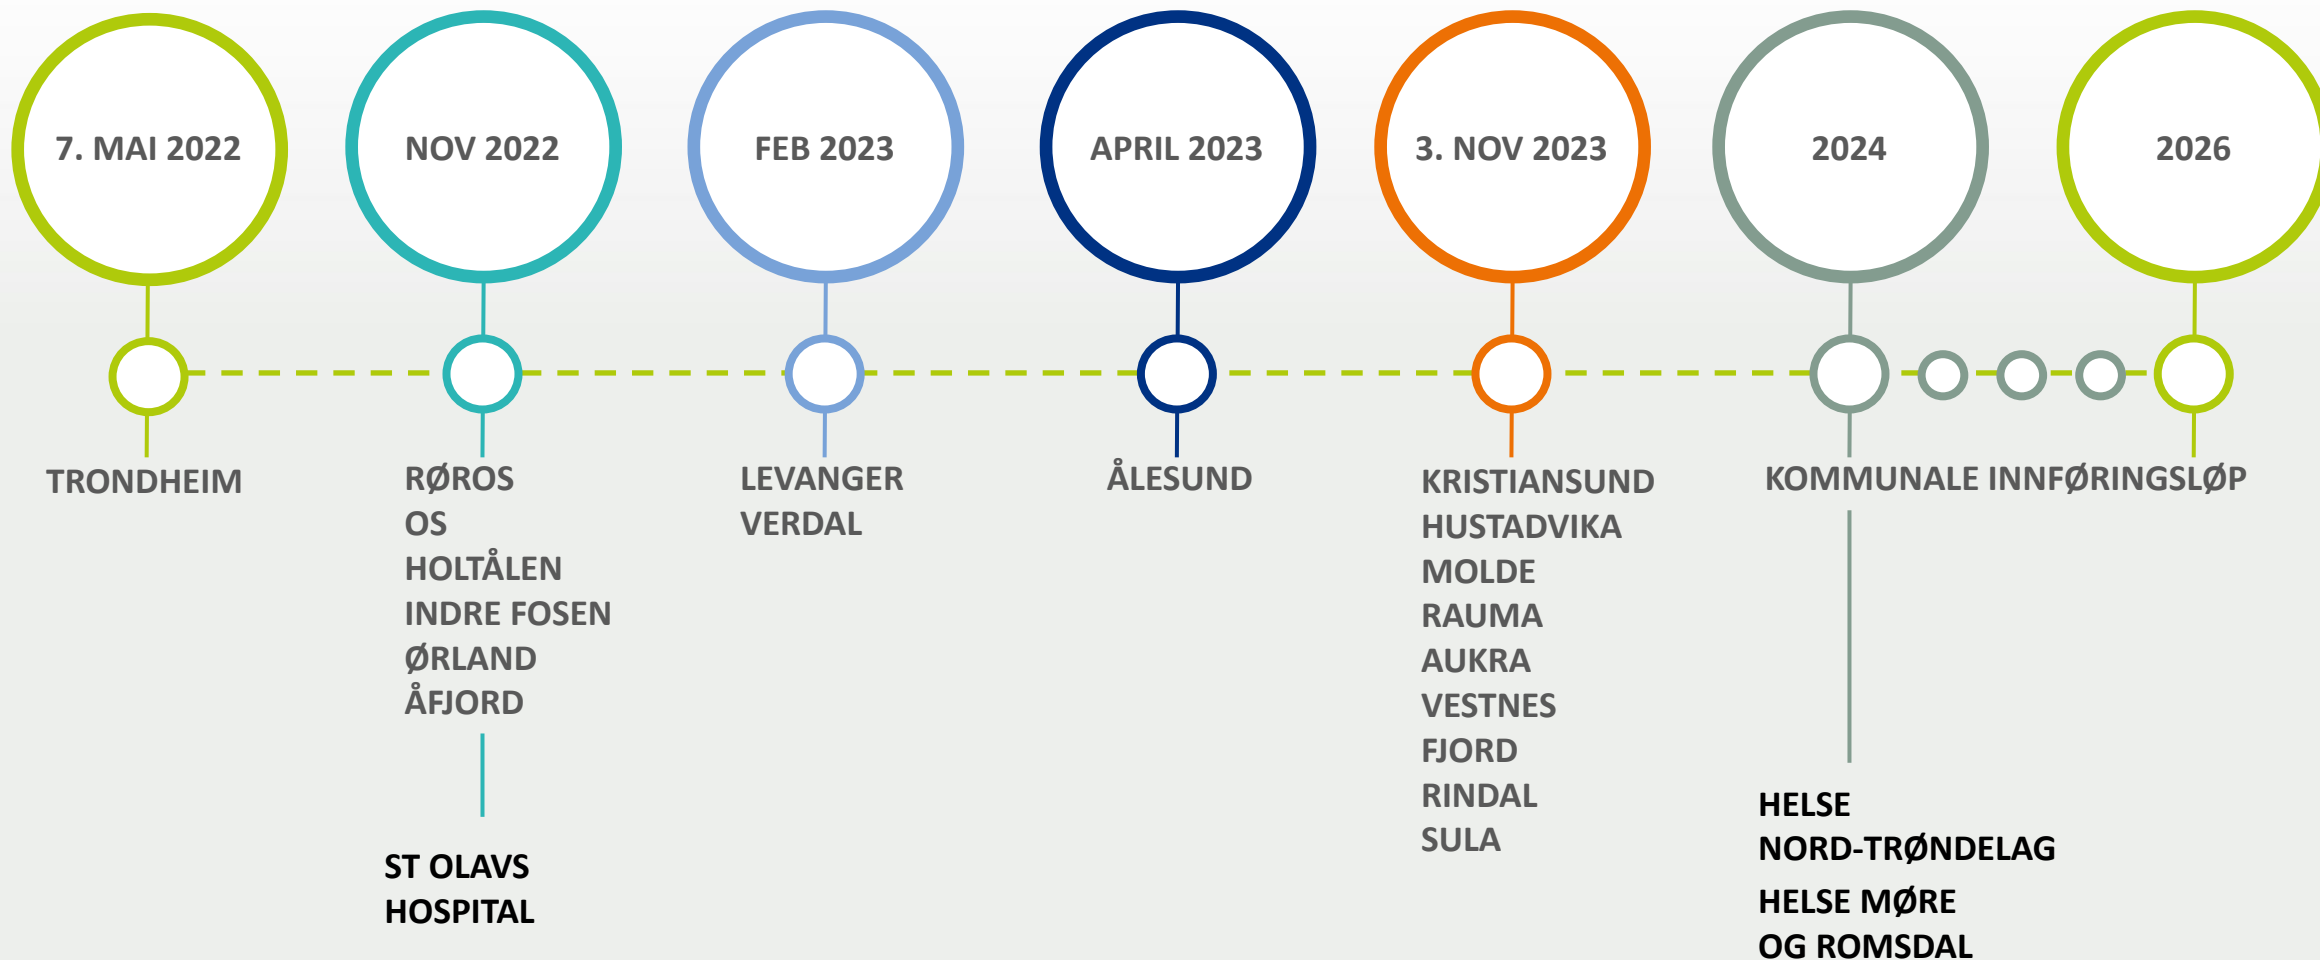 7. MAI 2022
NOV 2022
FEB 2023
APRIL 2023
3. NOV 2023
2024
2026
TRONDHEIM
RØROS
OS
HOLTÅLEN
INDRE FOSEN
ØRLAND
ÅFJORD
ST OLAVS
HOSPITAL
LEVANGER
VERDAL
ÅLESUND
KRISTIANSUND
HUSTADVIKA
MOLDE
RAUMA
AUKRA
VESTNES
FJORD
RINDAL
SULA
KOMMUNALE INNFØRINGSLØP
HELSE
NORD-TRØNDELAG
HELSE MØRE
OG ROMSDAL